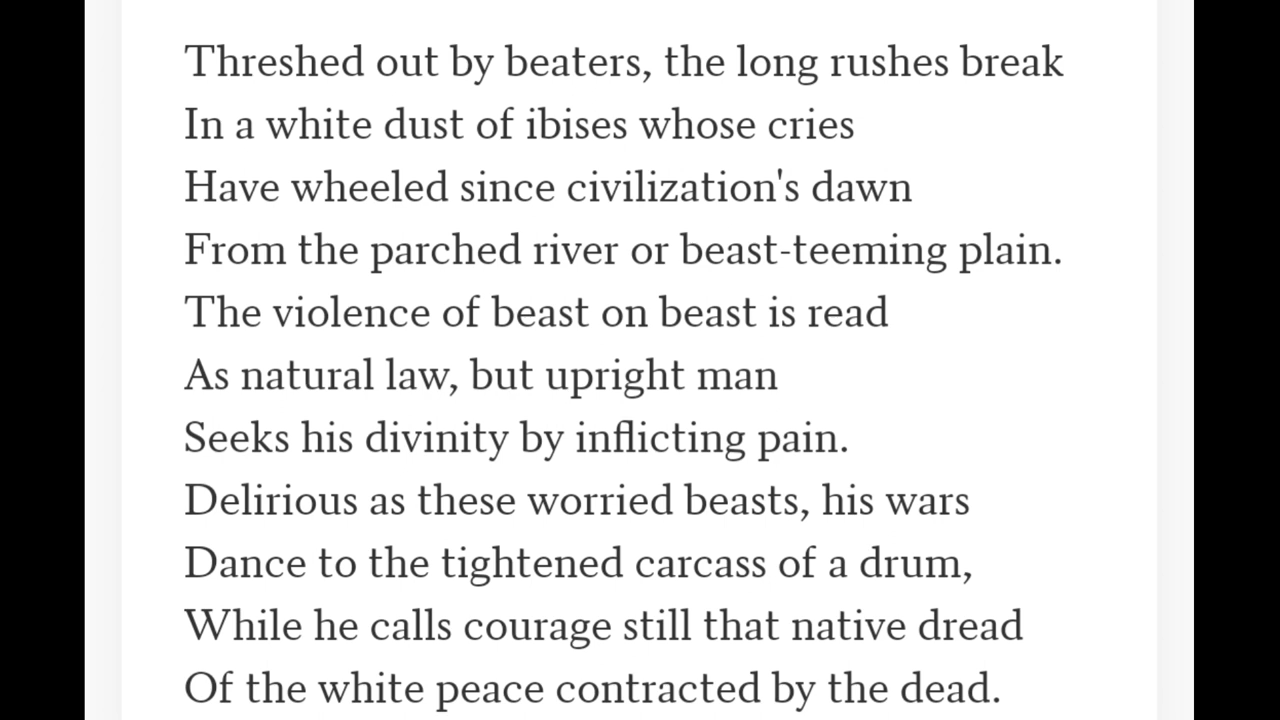 Threshed out by beaters, the long rushes break
In a white dust of ibises whose cries
Have wheeled since civilization's dawn
From the parched river or beast-teeming plain.
The violence of beast on beast is read
As natural law, but upright man
Seeks his divinity by inflicting pain.
Delirious as these worried beasts, his wars
Dance to the tightened carcass of a drum,
While he calls courage still that native dread
Of the white peace contracted by the dead.